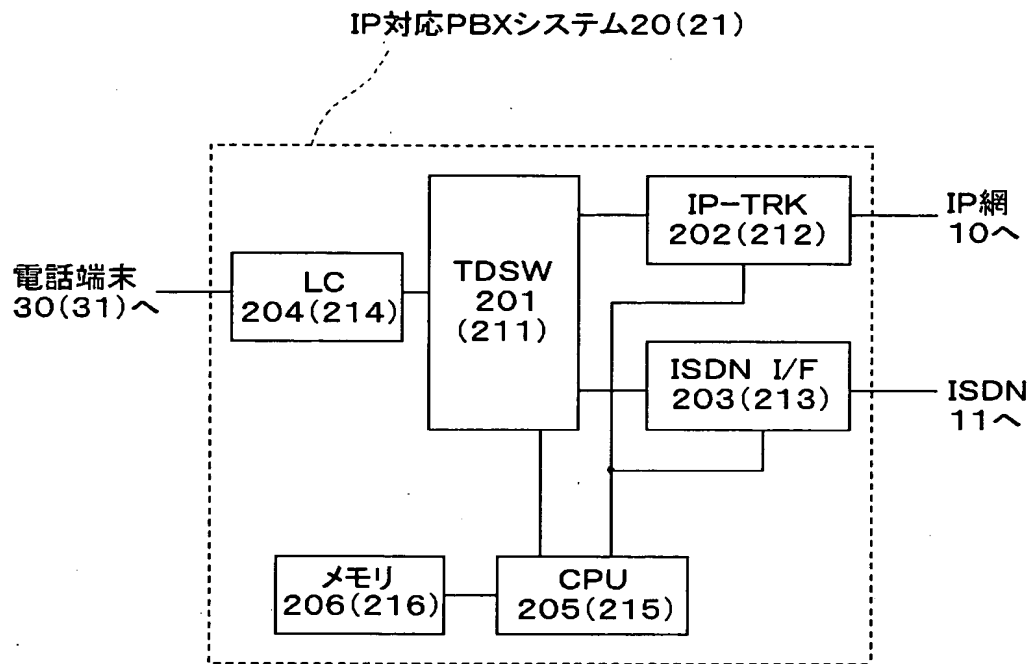 IP対応PBXシステム20(21)
IP-TRK
202(212)
IP網
10へ
電話端末
30(31)へ
LC
204(214)
TDSW
201
(211)
ISDN I/F
203(213)
ISDN
11へ
メモリ
206(216)
CPU
205(215)